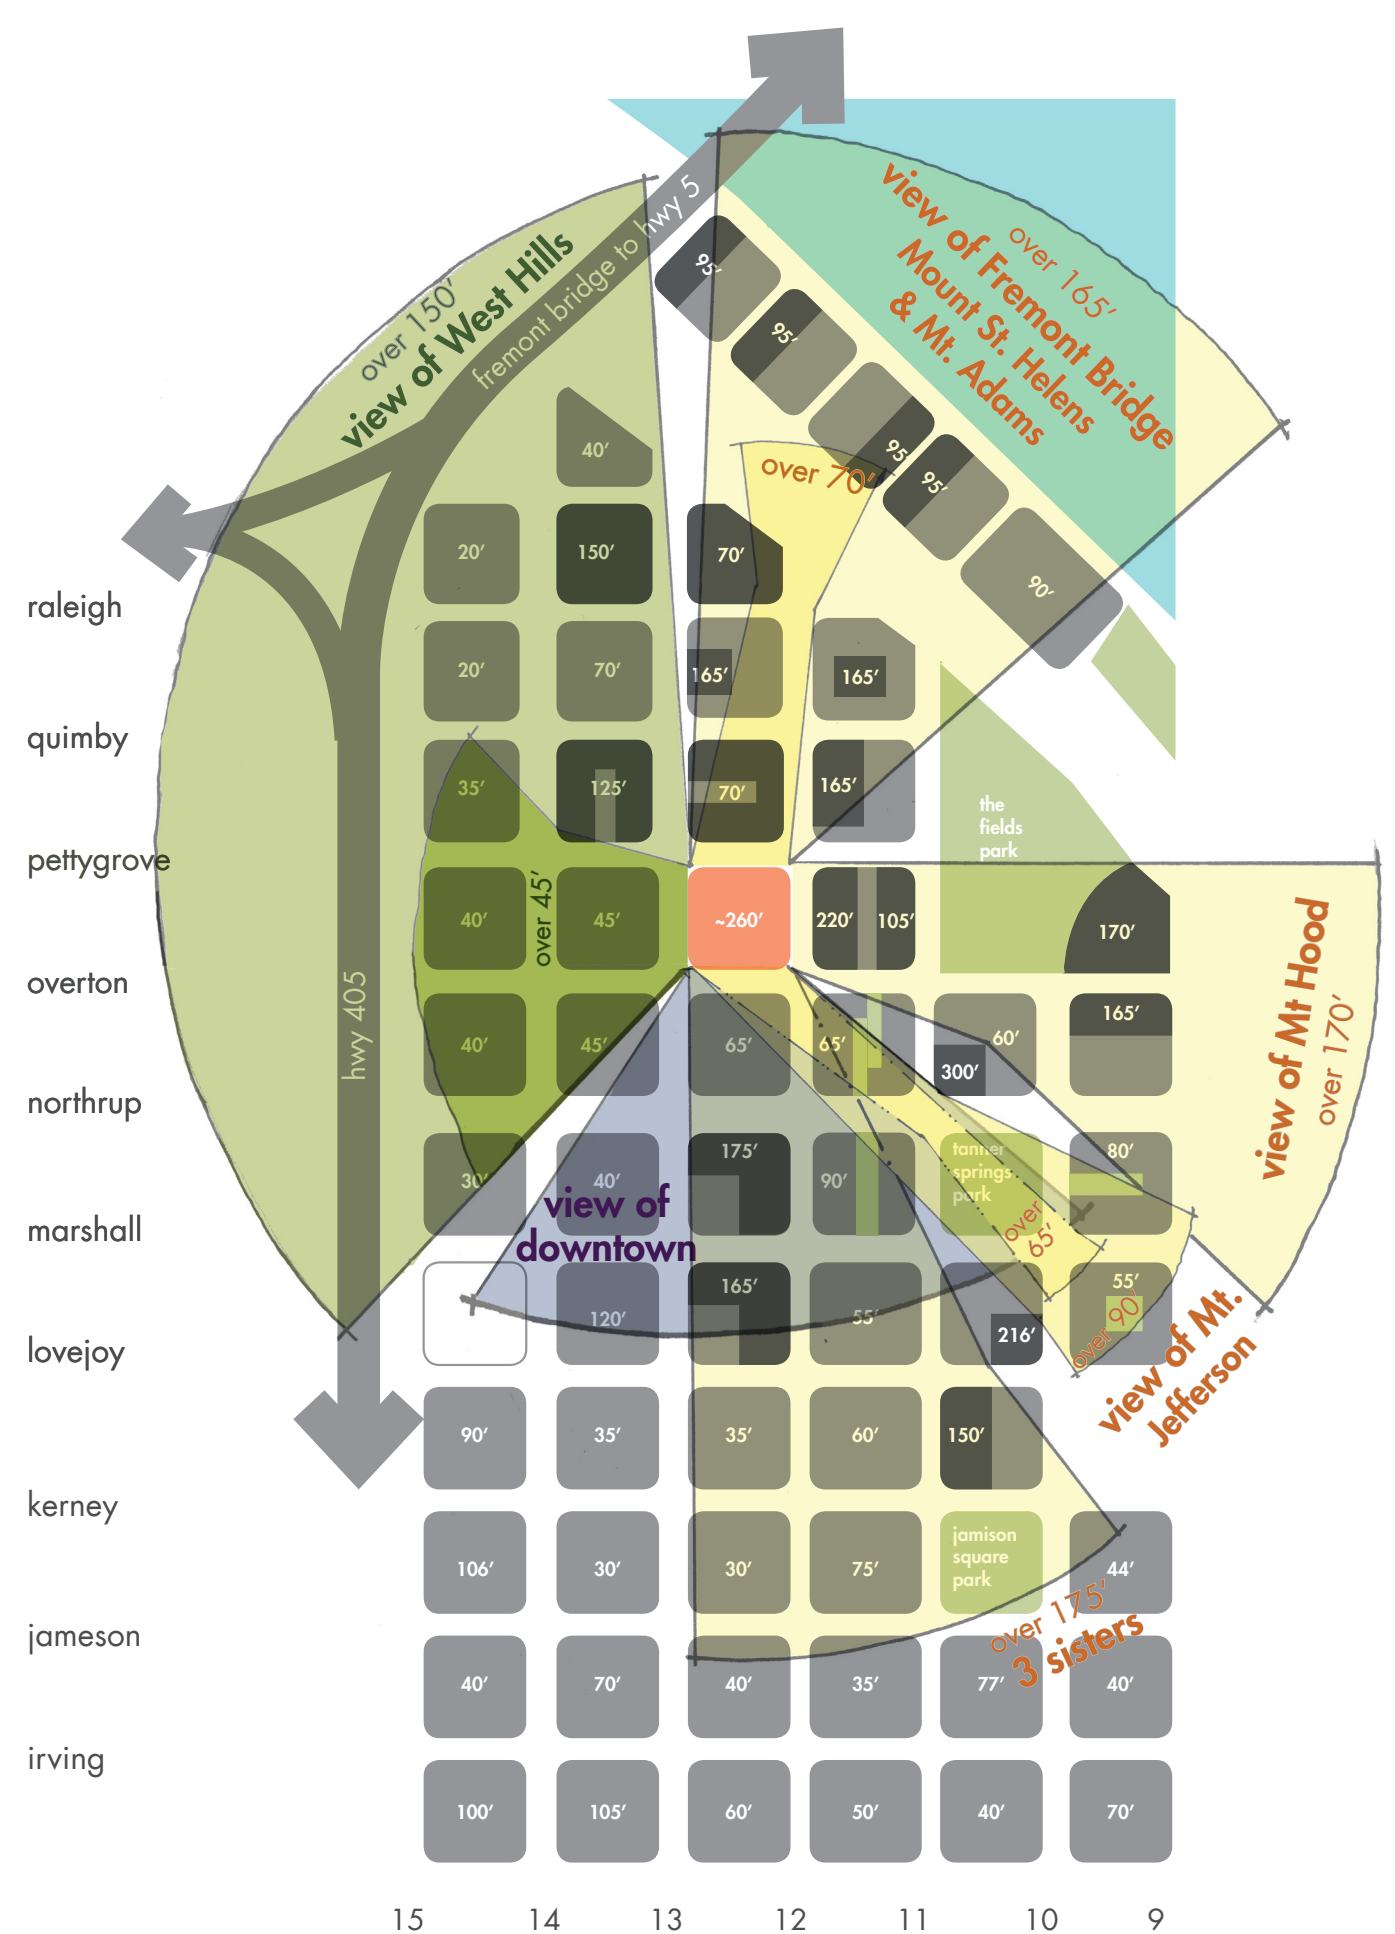 view of Fremont Bridge
Mount St. Helens
& Mt. Adams
over 165’
over 150’
view of West Hills
fremont bridge to hwy 5
95’
95’
95’
95’
90’
over 70’
40’
20’
150’
70’
raleigh
20’
70’
165’
165’
quimby
35’
125’
70’
165’
the
fields
park
pettygrove
40’
over 45’
45’
~260’
220’
105’
170’
view of Mt Hood
over 170’
overton
hwy 405
40’
45’
65’
65’
60’
300’
165’
northrup
30’
40’
175’
90’
tanner
springs
park
80’
over
65’
view of
downtown
marshall
120’
165’
55’
216’
55’
over 90’
view of Mt.
Jefferson
lovejoy
90’
35’
35’
60’
150’
kerney
106’
30’
30’
75’
jamison
square
park
44’
over 175’
3 sisters
jameson
40’
70’
40’
35’
77’
40’
irving
100’
105’
60’
50’
40’
70’
15
14
13
12
11
10
9